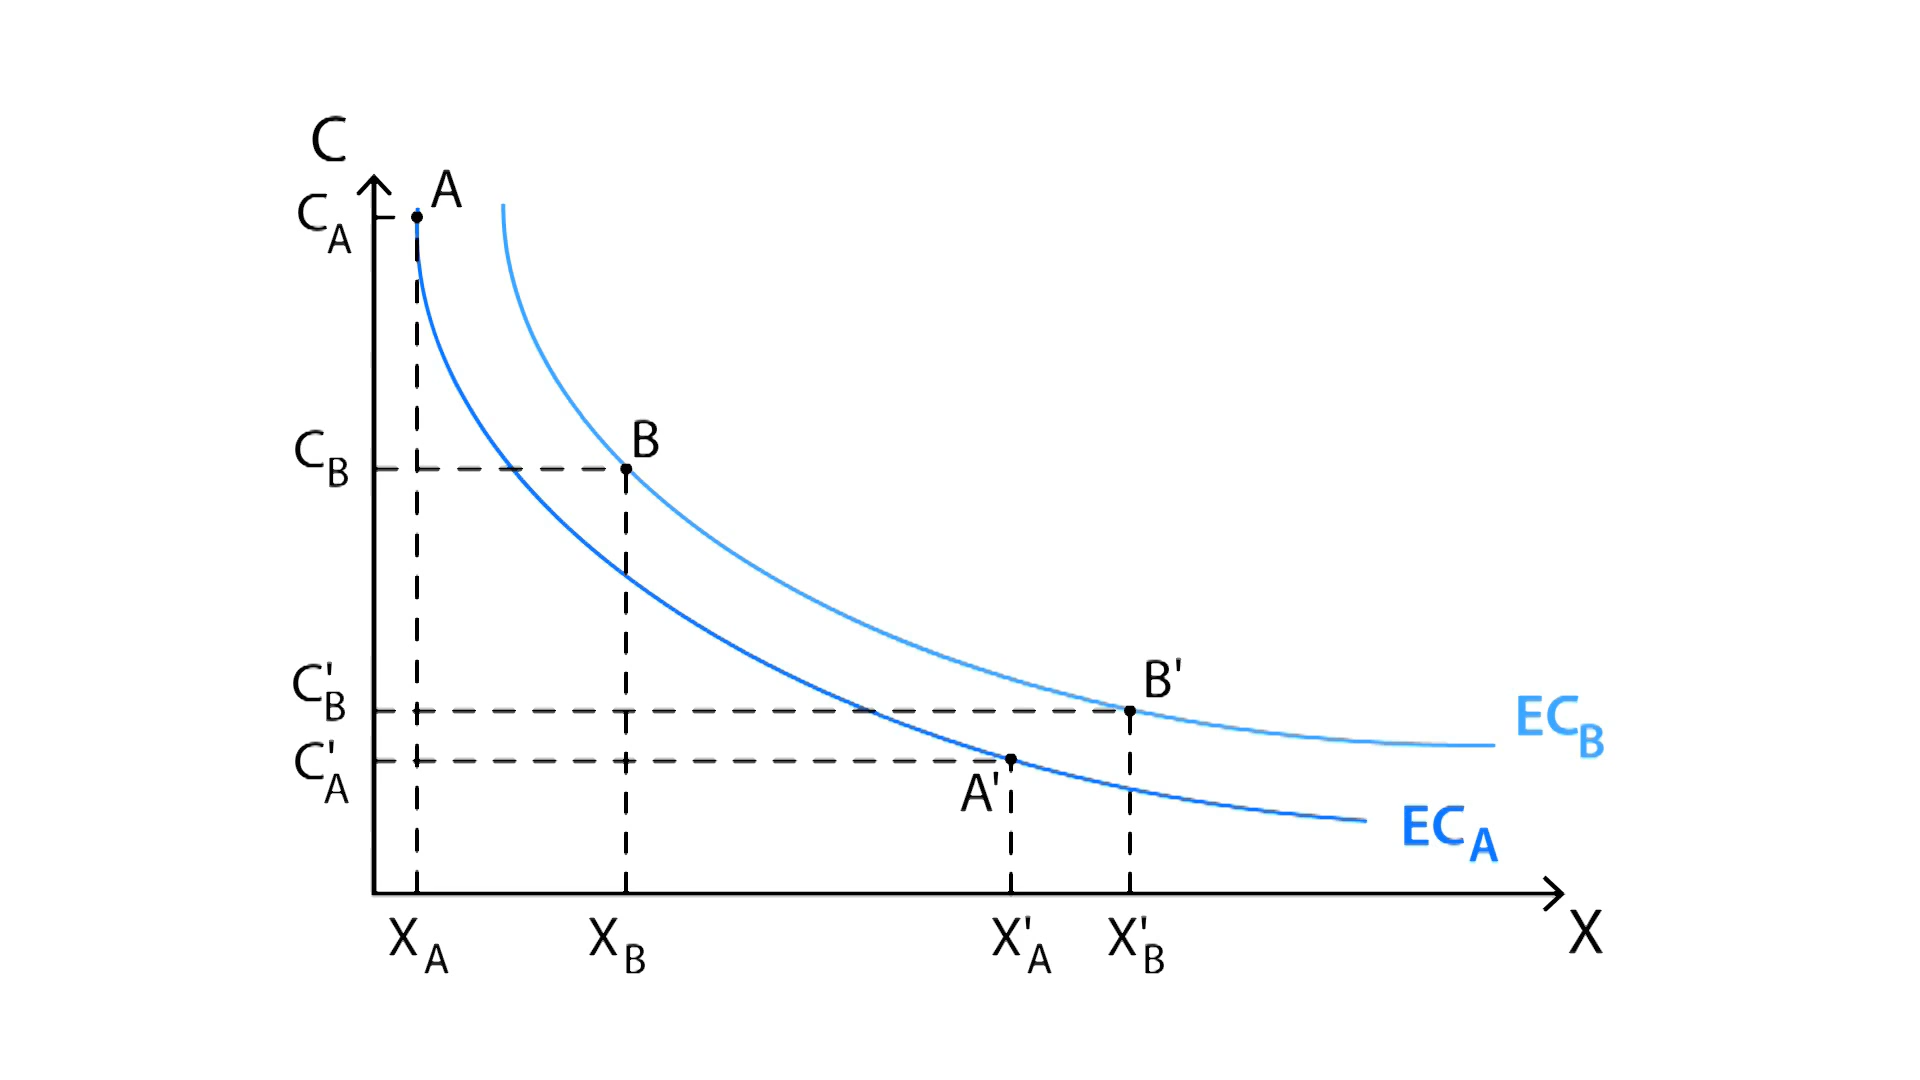 C
C_A
A
C_B
B
C'_B
B'
EC_B
C'_A
A'
EC_A
X_A
X_B
X'_A
X'_B
X